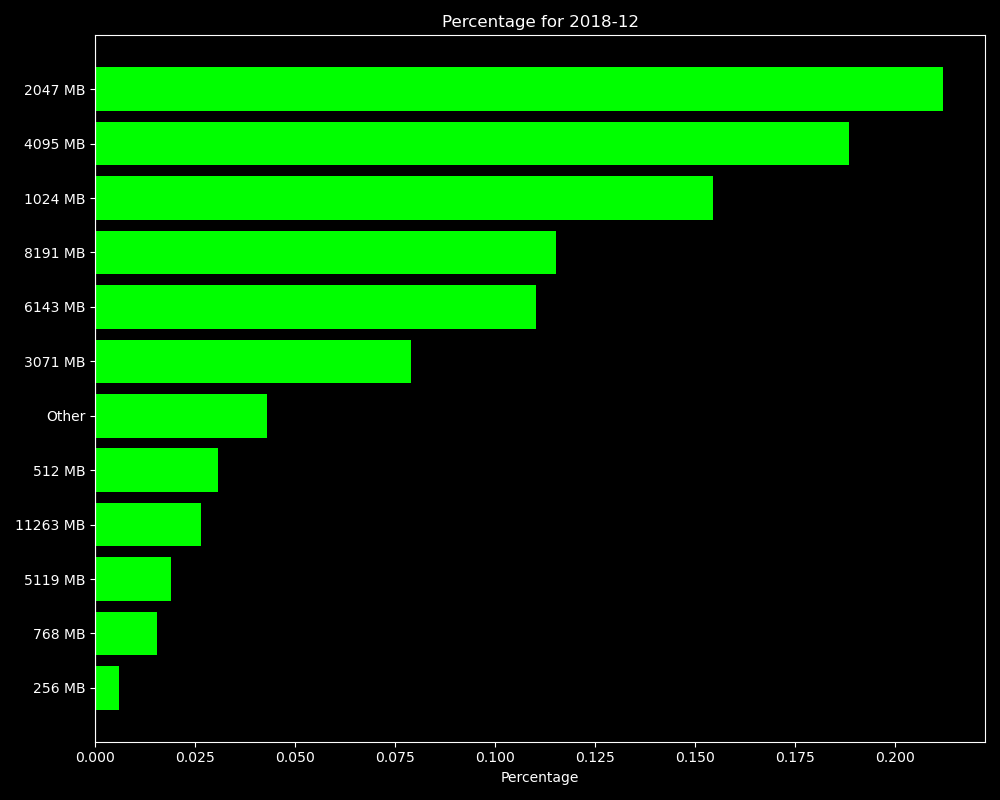 Percentage for 2018-12
2047 MB
4095 MB
1024 MB
8191 MB
6143 MB
3071 MB
Other
512 MB
11263 MB
5119 MB
768 MB
256 MB
0.000 0.025 0.050 0.075 0.100 0.125 0.150 0.175 0.200
Percentage